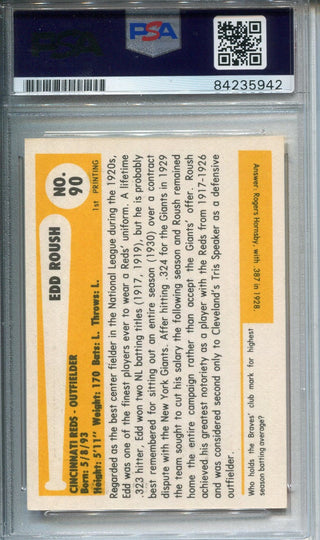 PSA
PSA
84235942
NO.
90
1st PRINTING
EDD ROUSH
CINCINNATI REDS - OUTFIELDER
Born: 5/8/93
Height: 5'11" Weight: 170 Bats: L. Throws: L.
Regarded as the best center fielder in the National League during the 1920s,
Edd was one of the finest players ever to wear a Reds' uniform. A lifetime
.323 hitter, Edd won two NL batting titles (1917, 1919), but he is probably
best remembered for sitting out an entire season (1930) over a contract
dispute with the New York Giants. After hitting .324 for the Giants in 1929
the team sought to cut his salary the following season and Roush remained
home the entire campaign rather than accept the Giants' offer. Roush
achieved his greatest notoriety as a player with the Reds from 1917-1926
and was considered second only to Cleveland's Tris Speaker as a defensive
outfielder.
Who holds the Braves' club mark for highest
season batting average?
Answer: Rogers Hornsby, with .387 in 1928.